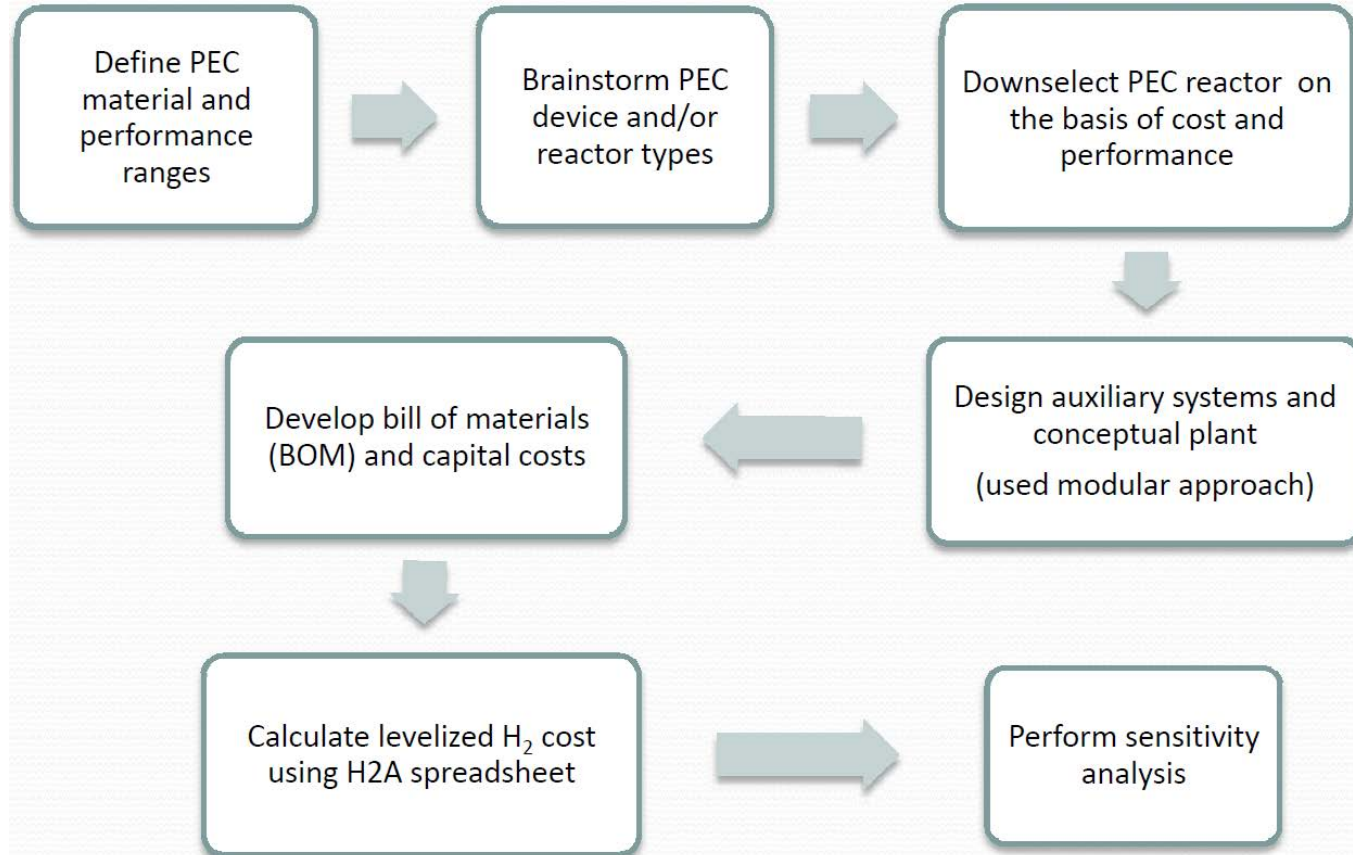 Define PEC
material and
performance
ranges
Brainstorm PEC
device and/or
reactor types
Downselect PEC reactor on
the basis of cost and
performance
Design auxiliary systems and
conceptual plant
(used modular approach)
Develop bill of materials
(BOM) and capital costs
Calculate levelized H₂ cost
using H2A spreadsheet
Perform sensitivity
analysis